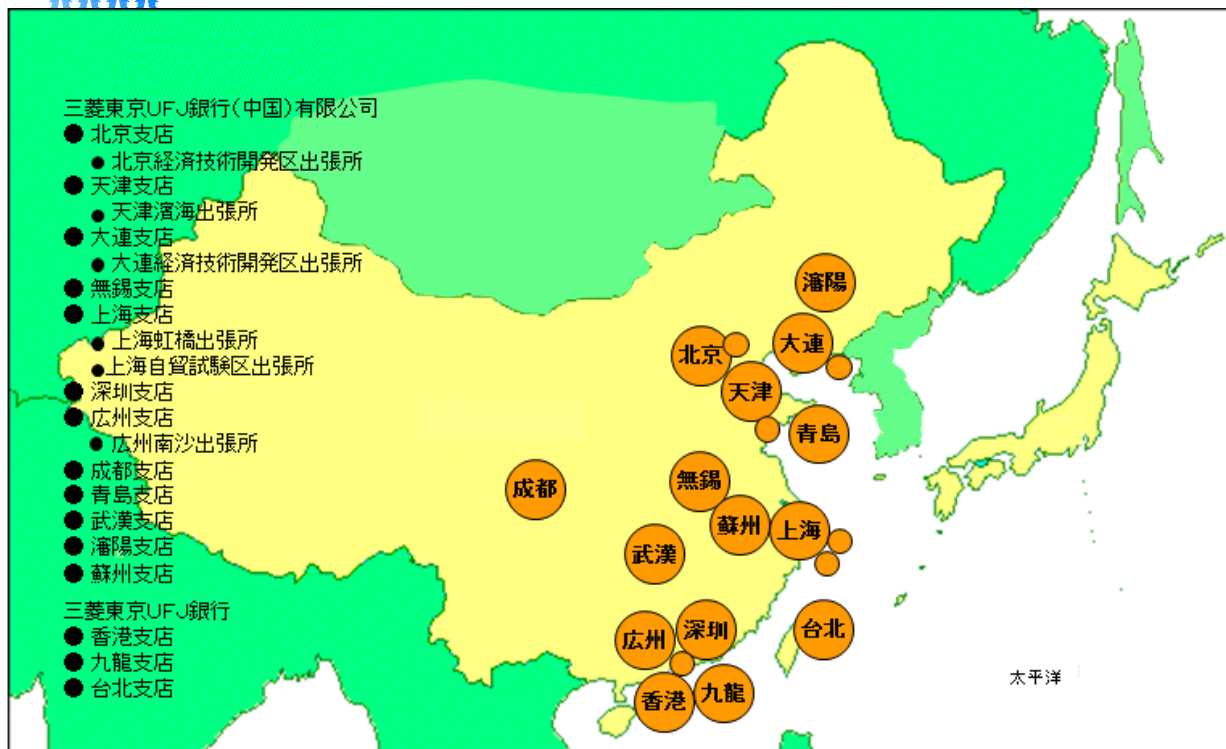 三菱東京UFJ銀行(中国)有限公司
● 北京支店
● 北京経済技術開発区出張所
● 天津支店
● 天津濱海出張所
● 大連支店
● 大連経済技術開発区出張所
● 無錫支店
● 上海支店
● 上海虹橋出張所
● 上海自貿試験区出張所
● 深圳支店
● 広州支店
● 広州南沙出張所
● 成都支店
● 青島支店
● 武漢支店
● 瀋陽支店
● 蘇州支店
三菱東京UFJ銀行
● 香港支店
● 九龍支店
● 台北支店
瀋陽
大連
北京
天津
青島
無錫
成都
蘇州
上海
武漢
深圳
広州
台北
香港
九龍
太平洋